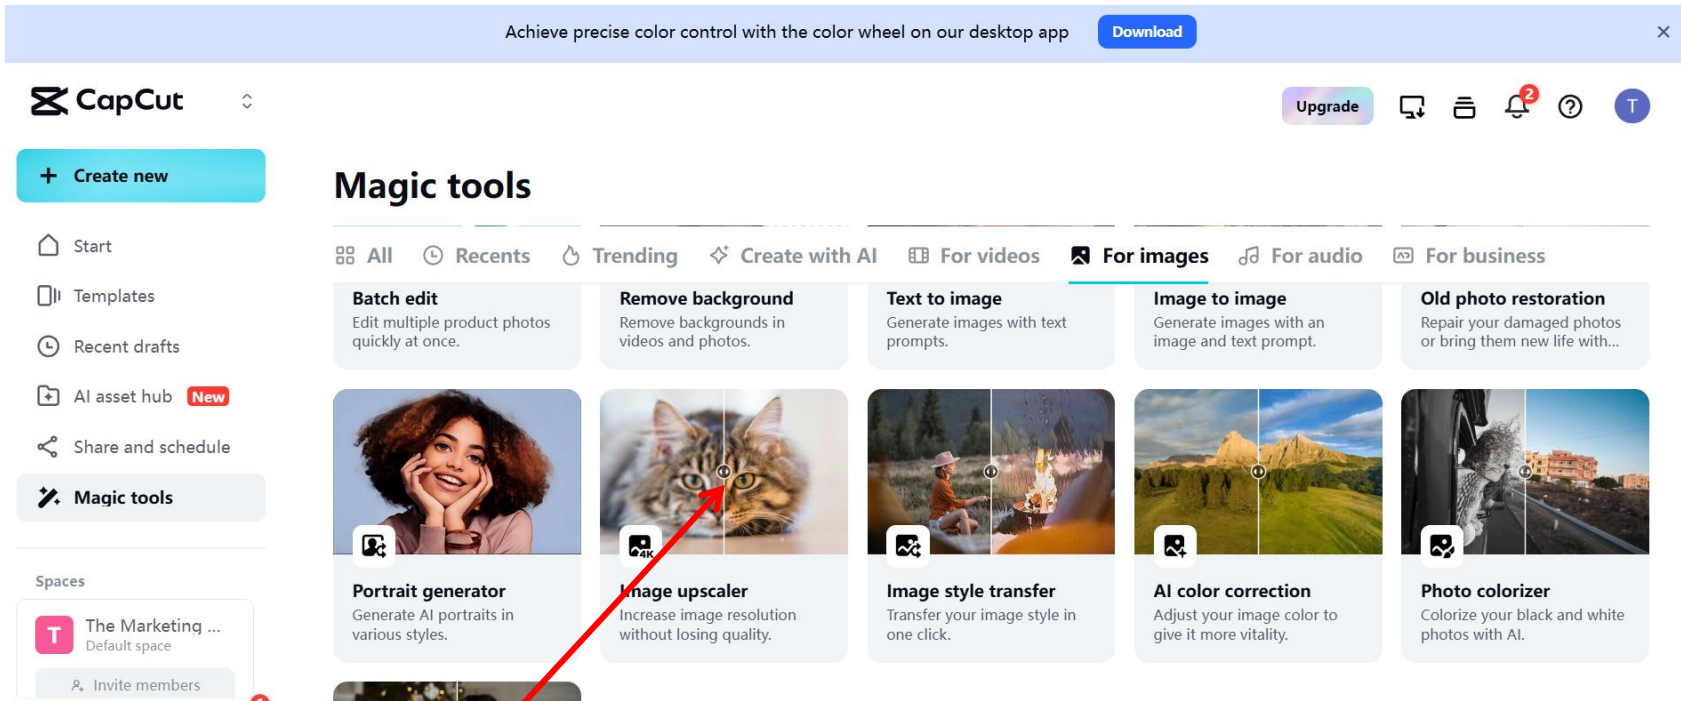 Achieve precise color control with the color wheel on our desktop app Download
CapCut
Upgrade
2
T
Create new
Magic tools
Start
Templates
Recent drafts
AI asset hub New
Share and schedule
Magic tools
Spaces
T
The Marketing ...
Default space
Invite members
All Recents Trending Create with AI For videos For images For audio For business
Batch edit
Edit multiple product photos
quickly at once.
Remove background
Remove backgrounds in
videos and photos.
Text to image
Generate images with text
prompts.
Image to image
Generate images with an
image and text prompt.
Old photo restoration
Repair your damaged photos
or bring them new life with...
Portrait generator
Generate AI portraits in
various styles.
4K
Image upscaler
Increase image resolution
without losing quality.
Image style transfer
Transfer your image style in
one click.
AI color correction
Adjust your image color to
give it more vitality.
Photo colorizer
Colorize your black and white
photos with AI.